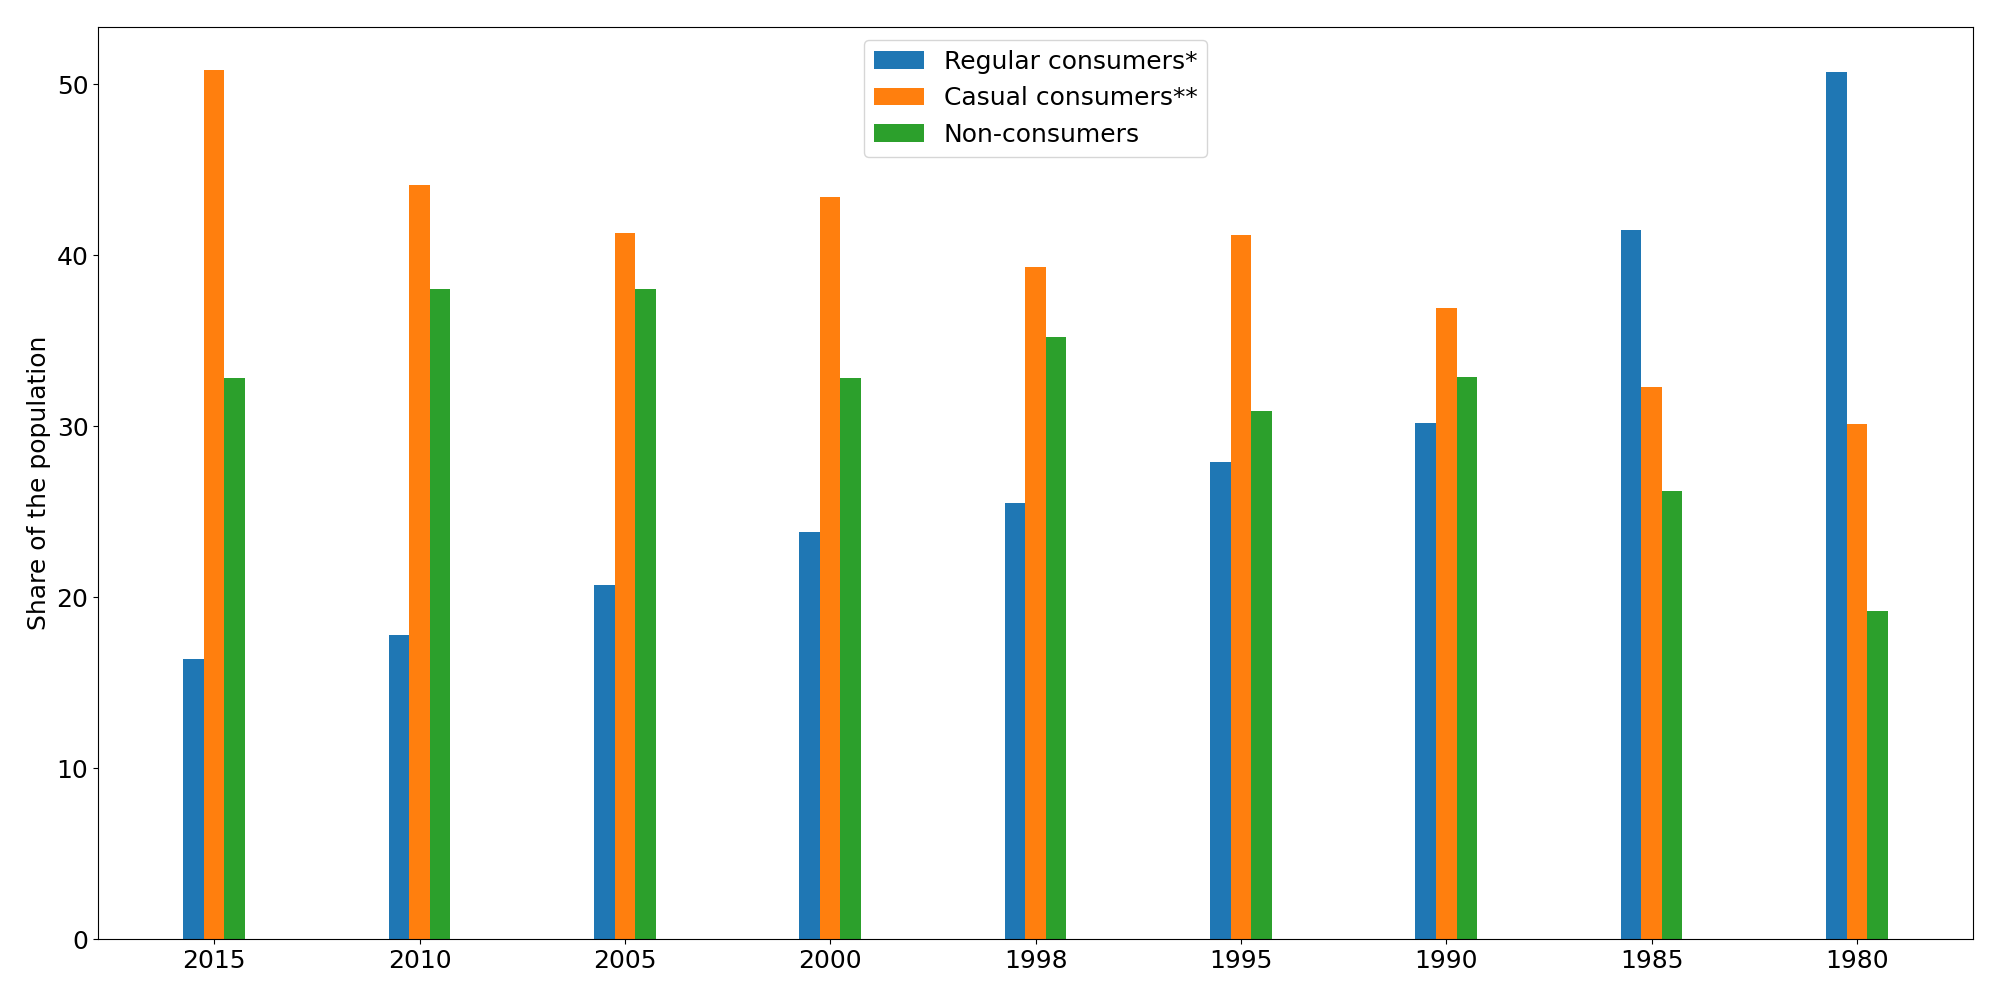 Regular consumers*
Casual consumers**
Non-consumers
Share of the population
50
40
30
20
10
0
2015 2010 2005 2000 1998 1995 1990 1985 1980